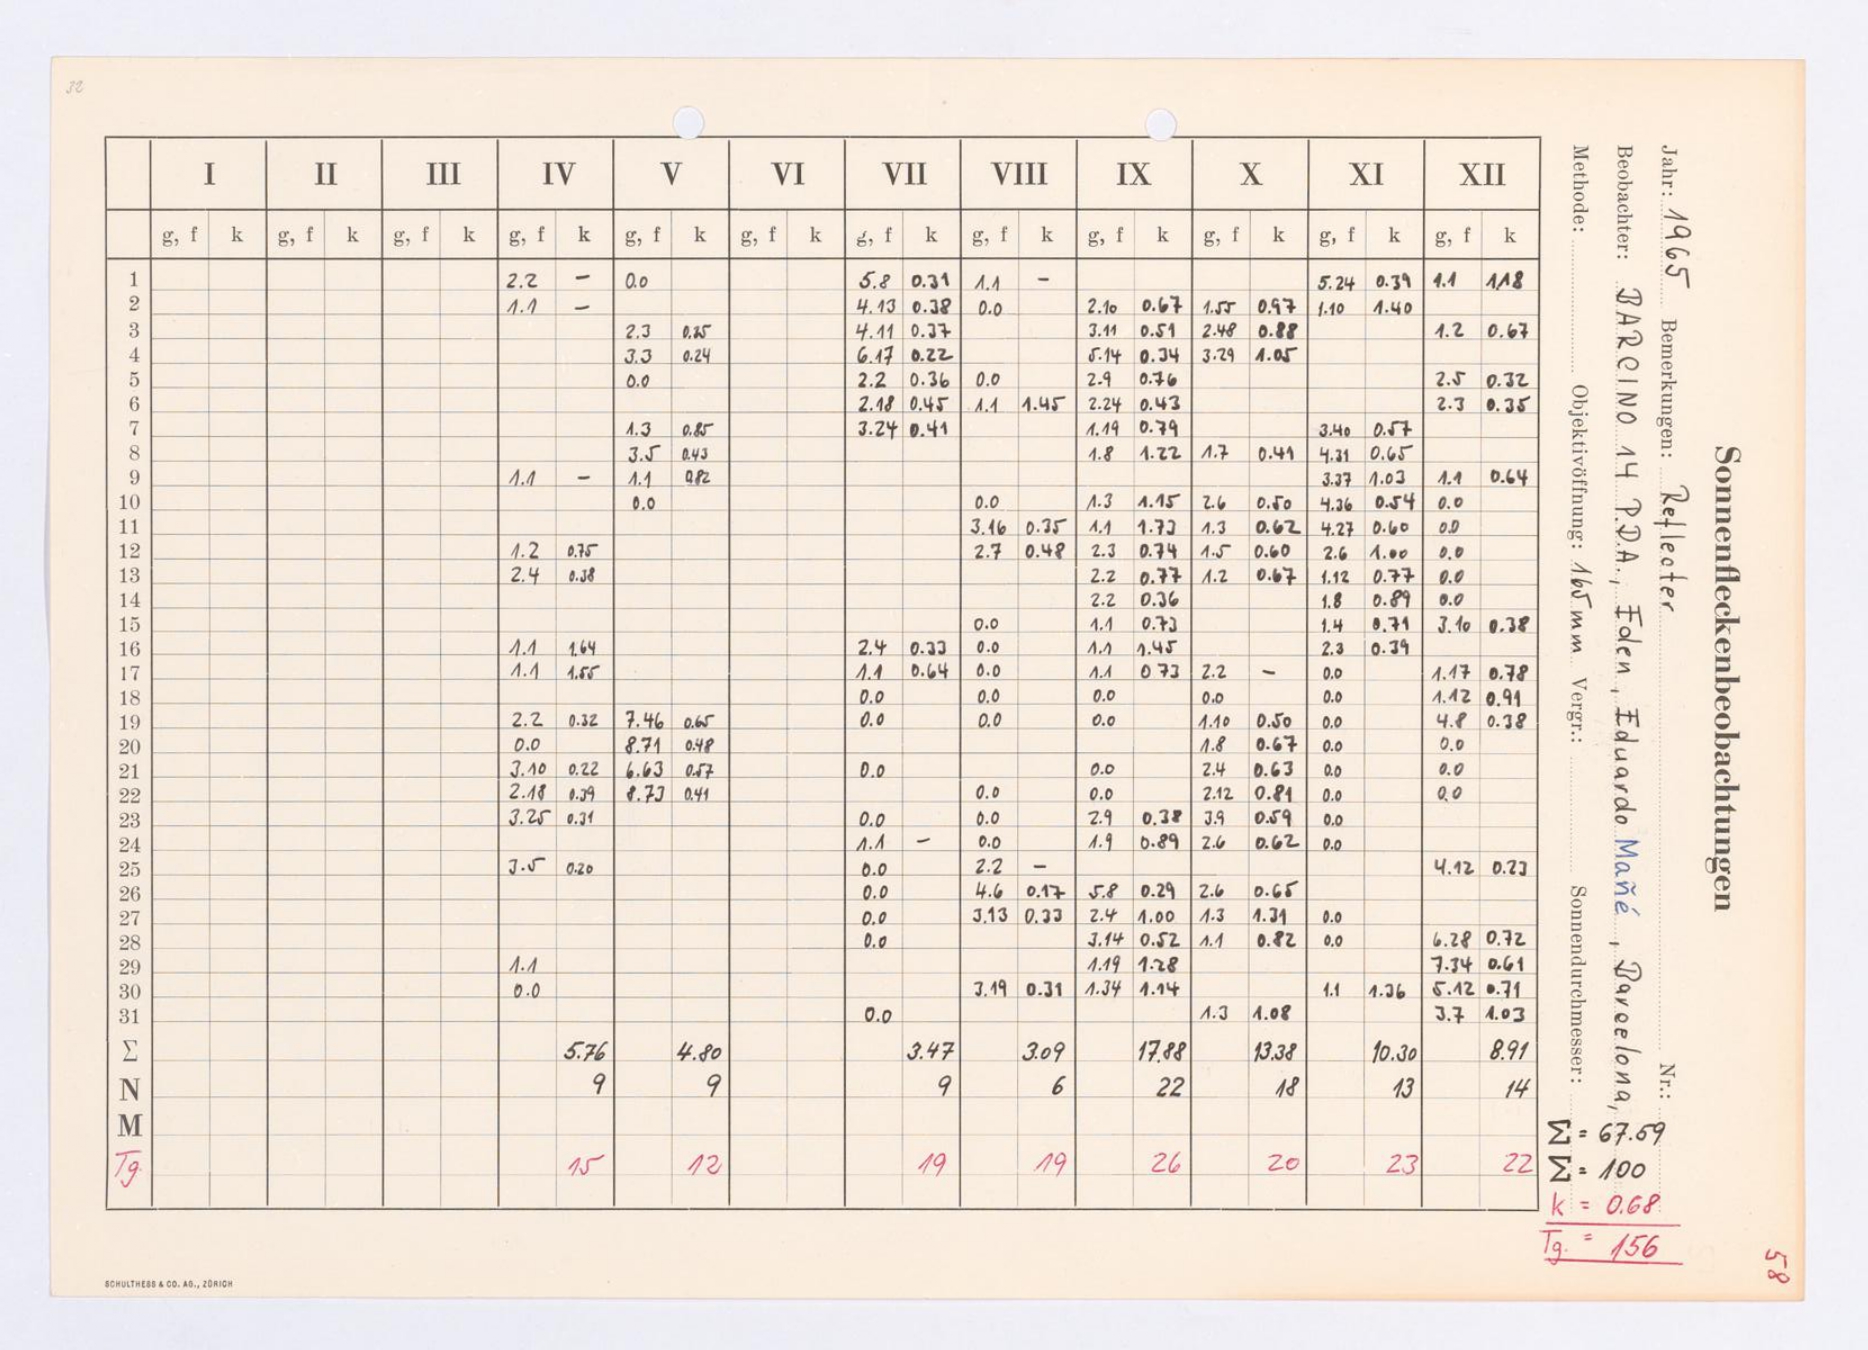 32
Sonnenfleckenbeobachtungen
Jahr: 1965 Bemerkungen: Reflector Nr.:
Beobachter: BARCINO 14 P.D.A., Eden, Eduardo Mañé, Barcelona,
Methode: Objektivöffnung: 165 mm Vergr.: Sonnendurchmesser:
I II III IV V VI VII VIII IX X XI XII
g, f k g, f k g, f k g, f k g, f k g, f k g, f k g, f k g, f k g, f k g, f k g, f k
1 2.2 – 0.0 5.8 0.31 1.1 – 5.24 0.39 1.1 1.18
2 1.1 – 4.13 0.38 0.0 2.10 0.67 1.55 0.97 1.10 1.40
3 2.3 0.25 4.11 0.37 3.11 0.51 2.48 0.88 1.2 0.67
4 3.3 0.24 6.17 0.22 5.14 0.34 3.29 1.05
5 0.0 2.2 0.36 0.0 2.9 0.76 2.5 0.32
6 2.18 0.45 1.1 1.45 2.24 0.43 2.3 0.35
7 1.3 0.85 3.24 0.41 1.19 0.79 3.40 0.57
8 3.5 0.43 1.8 1.22 1.7 0.41 4.31 0.65
9 1.1 – 1.1 0.82 3.37 1.03 1.1 0.64
10 0.0 0.0 1.3 1.15 2.6 0.50 4.36 0.54 0.0
11 3.16 0.35 1.1 1.73 1.3 0.62 4.27 0.60 0.0
12 1.2 0.75 2.7 0.48 2.3 0.74 1.5 0.60 2.6 1.00 0.0
13 2.4 0.38 2.2 0.77 1.2 0.67 1.12 0.77 0.0
14 2.2 0.36 1.8 0.89 0.0
15 0.0 1.1 0.73 1.4 0.71 3.10 0.38
16 1.1 1.64 2.4 0.33 0.0 1.1 1.45 2.3 0.39
17 1.1 1.55 1.1 0.64 0.0 1.1 0.73 2.2 – 0.0 1.17 0.78
18 0.0 0.0 0.0 0.0 0.0 1.12 0.91
19 2.2 0.32 7.46 0.65 0.0 0.0 0.0 1.10 0.50 0.0 4.8 0.38
20 0.0 8.71 0.48 1.8 0.67 0.0 0.0
21 3.10 0.22 6.63 0.57 0.0 0.0 2.4 0.63 0.0 0.0
22 2.18 0.39 8.73 0.41 0.0 0.0 2.12 0.81 0.0 0.0
23 3.25 0.31 0.0 0.0 2.9 0.38 3.9 0.59 0.0
24 1.1 – 0.0 1.9 0.89 2.6 0.62 0.0
25 3.5 0.20 0.0 2.2 – 4.12 0.23
26 0.0 4.6 0.17 5.8 0.29 2.6 0.65
27 0.0 3.13 0.33 2.4 1.00 1.3 1.31 0.0
28 0.0 3.14 0.52 1.1 0.82 0.0 6.28 0.72
29 1.1 1.19 1.28 7.34 0.61
30 0.0 3.19 0.31 1.34 1.14 1.1 1.36 5.12 0.71
31 0.0 1.3 1.08 3.7 1.03
Σ 5.76 4.80 3.47 3.09 17.88 13.38 10.30 8.91
N 9 9 9 6 22 18 13 14
M
Tg. 15 12 19 19 26 20 23 22
Σ = 67.59
Σ = 100
k = 0.68
Tg. = 156
58
SCHULTHESS & CO. AG., ZÜRICH